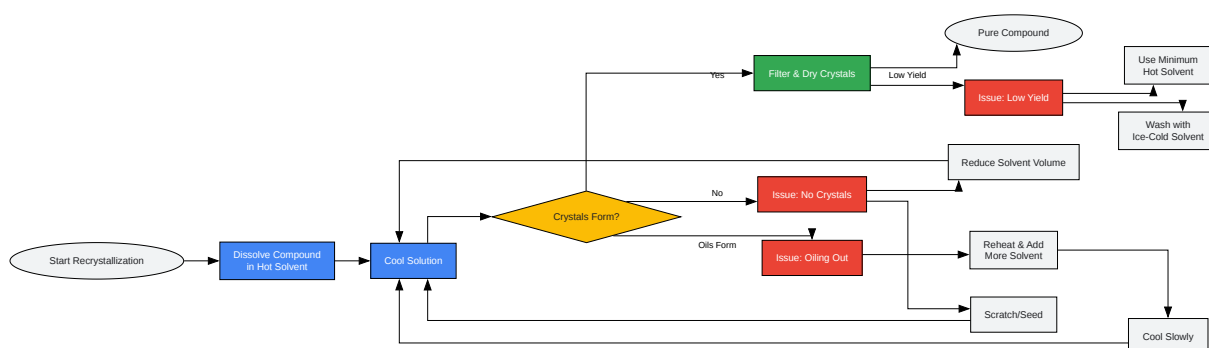 Pure Compound
Yes
Filter & Dry Crystals
Low Yield
Use Minimum
Hot Solvent
Issue: Low Yield
Wash with
Ice-Cold Solvent
Reduce Solvent Volume
No
Issue: No Crystals
Crystals Form?
Oils Form
Issue: Oiling Out
Reheat & Add
More Solvent
Start Recrystallization
Dissolve Compound
in Hot Solvent
Cool Solution
Scratch/Seed
Cool Slowly